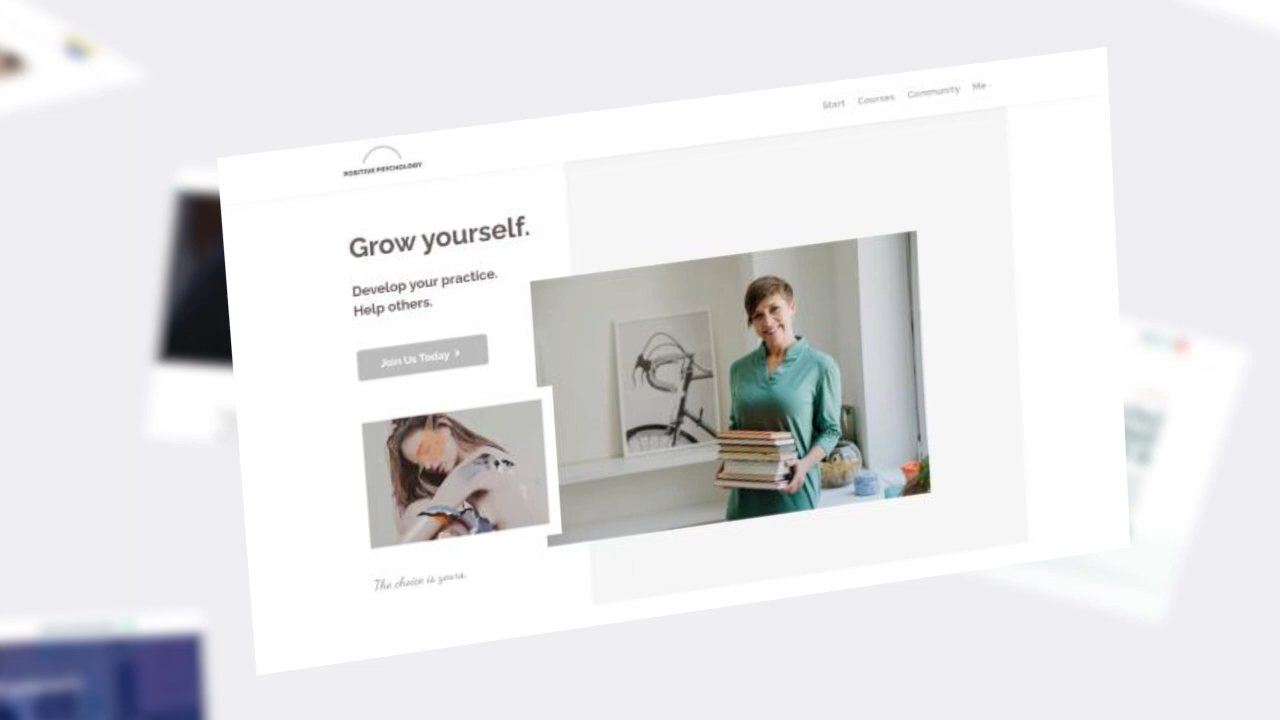 Start Courses Community Me
POSITIVE PSYCHOLOGY
Grow yourself.
Develop your practice.
Help others.
Join Us Today
The choice is yours.